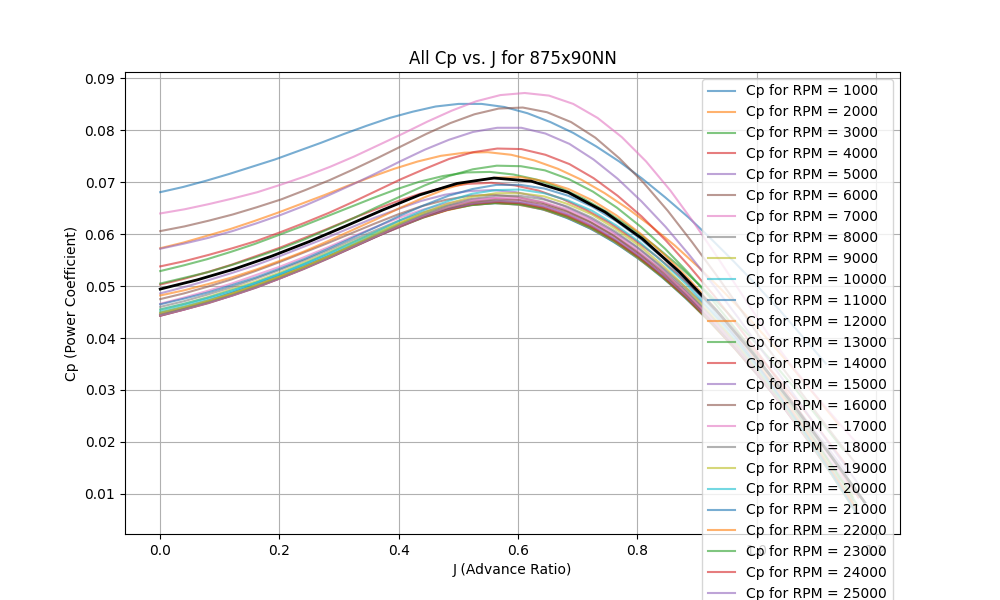 All Cp vs. J for 875x90NN
Cp (Power Coefficient)
0.09
0.08
0.07
0.06
0.05
0.04
0.03
0.02
0.01
0.0 0.2 0.4 0.6 0.8
J (Advance Ratio)
Cp for RPM = 1000
Cp for RPM = 2000
Cp for RPM = 3000
Cp for RPM = 4000
Cp for RPM = 5000
Cp for RPM = 6000
Cp for RPM = 7000
Cp for RPM = 8000
Cp for RPM = 9000
Cp for RPM = 10000
Cp for RPM = 11000
Cp for RPM = 12000
Cp for RPM = 13000
Cp for RPM = 14000
Cp for RPM = 15000
Cp for RPM = 16000
Cp for RPM = 17000
Cp for RPM = 18000
Cp for RPM = 19000
Cp for RPM = 20000
Cp for RPM = 21000
Cp for RPM = 22000
Cp for RPM = 23000
Cp for RPM = 24000
Cp for RPM = 25000